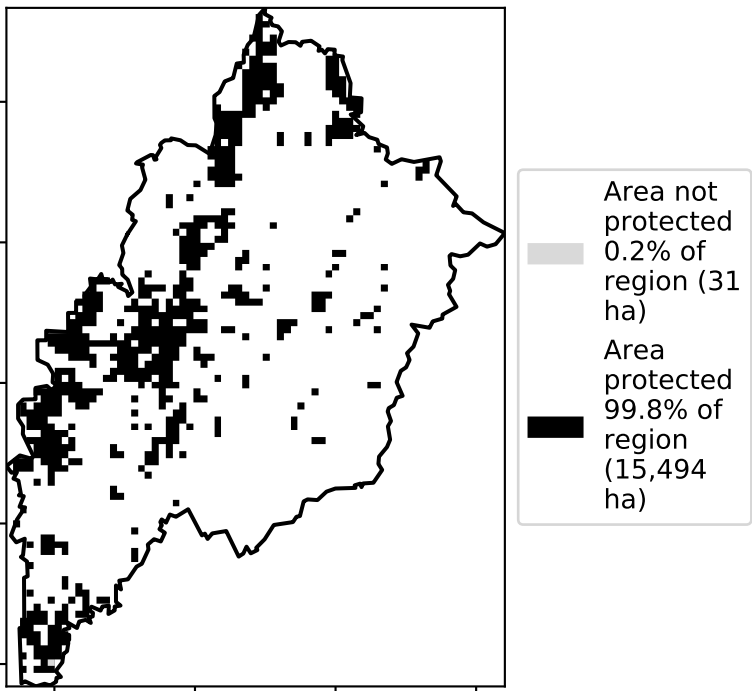 Area not
protected
0.2% of
region (31
ha)
Area
protected
99.8% of
region
(15,494
ha)